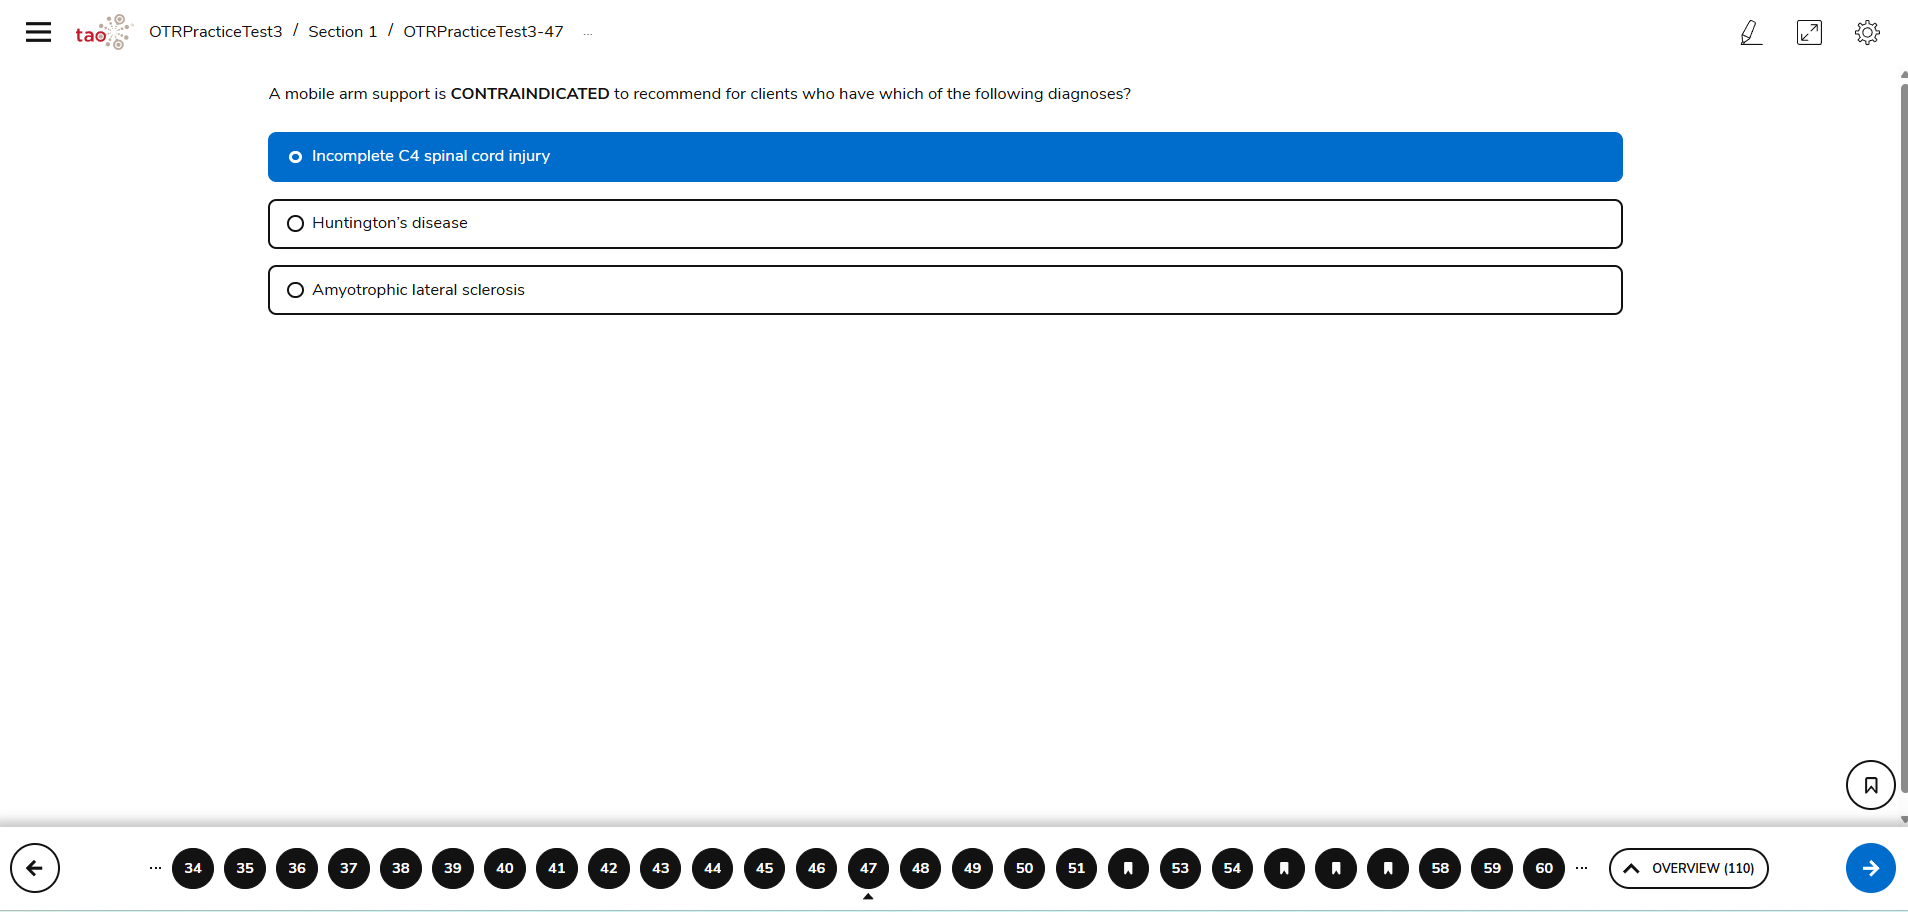 tao
OTRPracticeTest3 / Section 1 / OTRPracticeTest3-47 ...
A mobile arm support is CONTRAINDICATED to recommend for clients who have which of the following diagnoses?
Incomplete C4 spinal cord injury
Huntington’s disease
Amyotrophic lateral sclerosis
... 34 35 36 37 38 39 40 41 42 43 44 45 46 47 48 49 50 51 53 54 58 59 60 ... OVERVIEW (110)